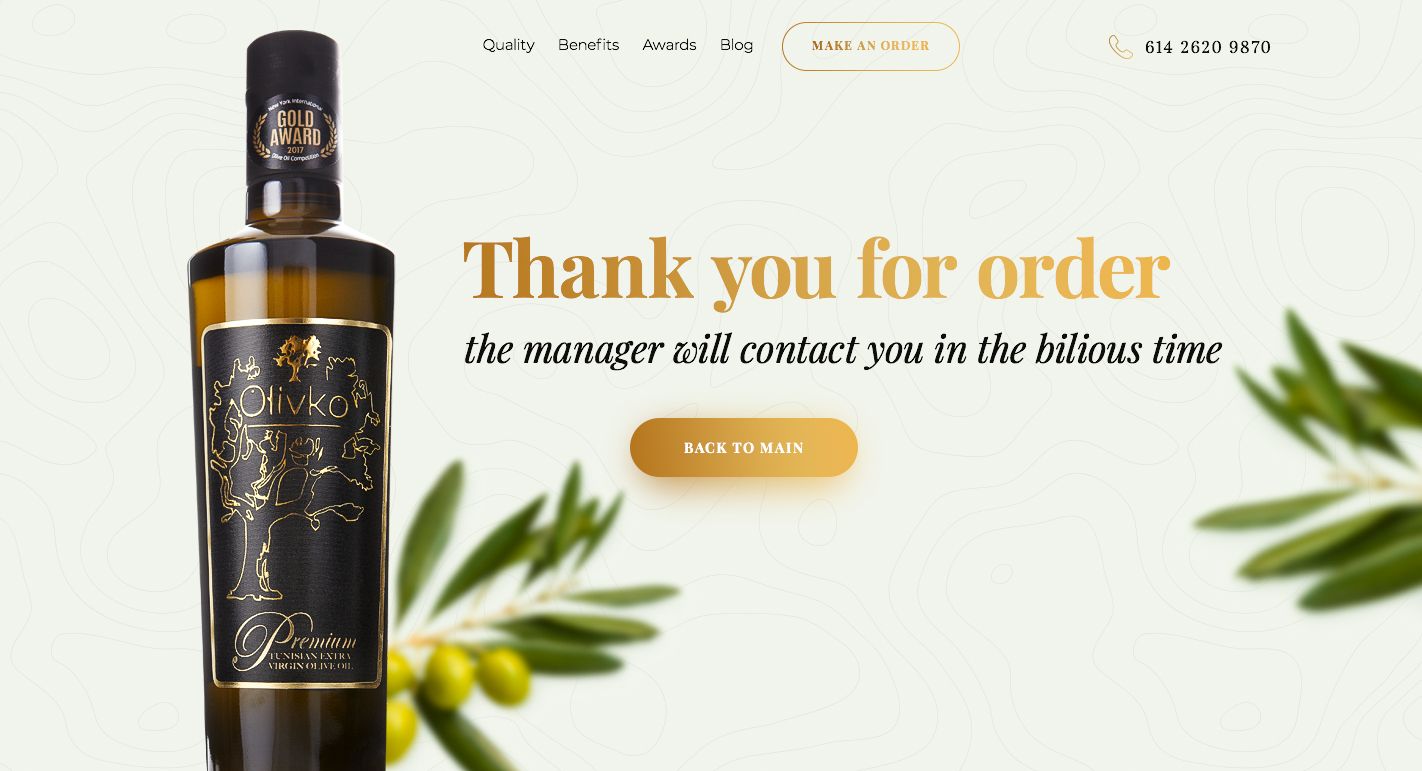 Quality Benefits Awards Blog MAKE AN ORDER 614 2620 9870
New York International
GOLD
AWARD
2017
Olive Oil Competition
Thank you for order
the manager will contact you in the bilious time
BACK TO MAIN
Olivko
Premium
TUNISIAN EXTRA
VIRGIN OLIVE OIL